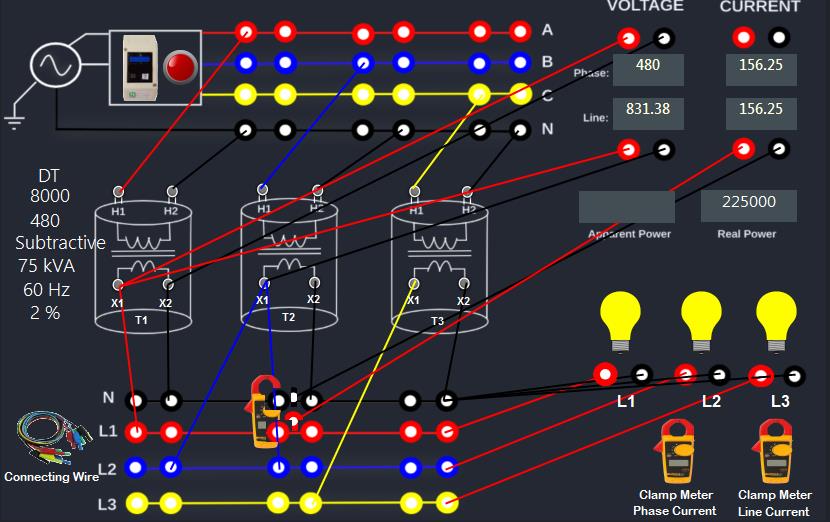 VOLTAGE CURRENT
A
B
Phase: 480 156.25
C
Line: 831.38 156.25
N
DT
8000
480
Subtractive
75 kVA
60 Hz
2 %
H1 H2 H1 H2 H1 H2
225000
Apparent Power Real Power
X1 X2 X1 X2 X1 X2
T1 T2 T3
N
L1 L2 L3
L1
L2
Connecting Wire
L3
Clamp Meter
Phase Current
Clamp Meter
Line Current